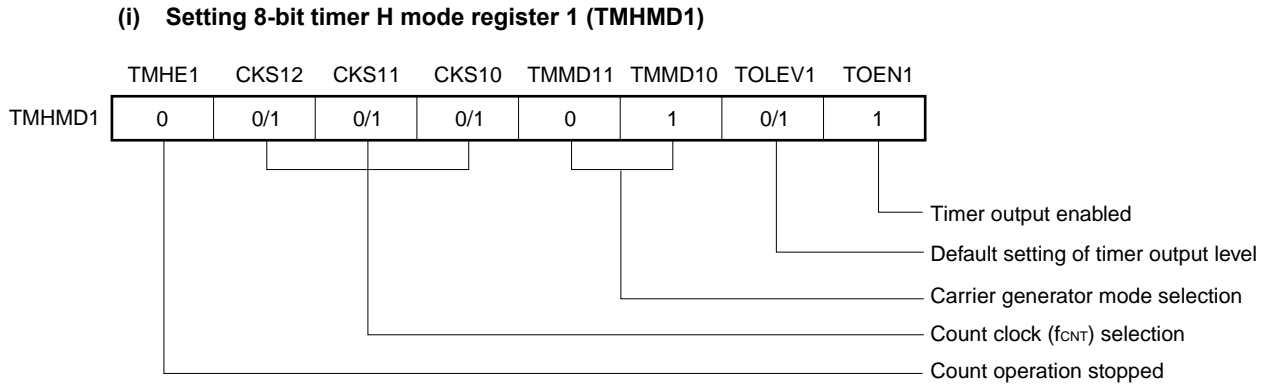 (i) Setting 8-bit timer H mode register 1 (TMHMD1)
TMHE1 CKS12 CKS11 CKS10 TMMD11 TMMD10 TOLEV1 TOEN1
TMHMD1 0 0/1 0/1 0/1 0 1 0/1 1
Timer output enabled
Default setting of timer output level
Carrier generator mode selection
Count clock (fCNT) selection
Count operation stopped